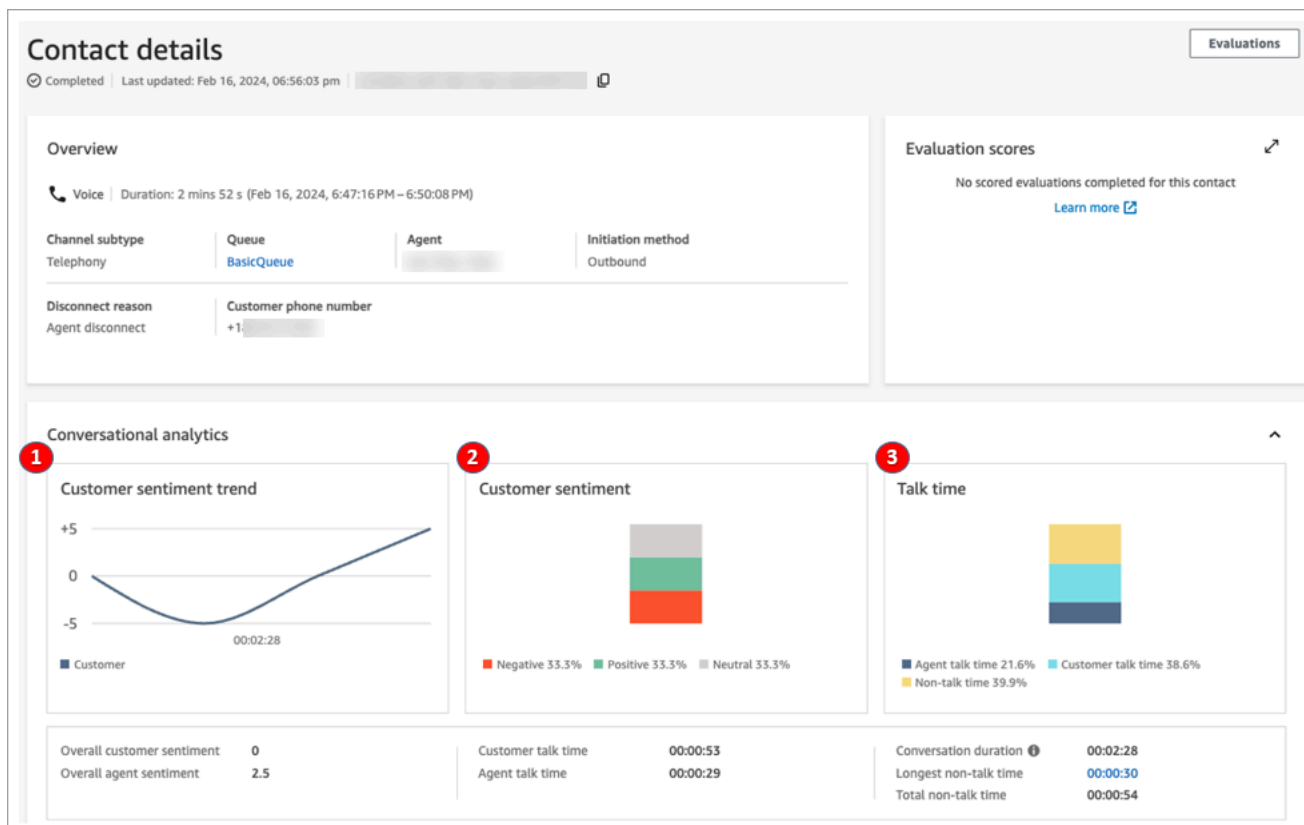 Contact details
Evaluations
Completed Last updated: Feb 16, 2024, 06:56:03 pm
Overview
Voice Duration: 2 mins 52 s (Feb 16, 2024, 6:47:16 PM – 6:50:08 PM)
Channel subtype Queue Agent Initiation method
Telephony BasicQueue Outbound
Disconnect reason Customer phone number
Agent disconnect +1
Evaluation scores
No scored evaluations completed for this contact
Learn more
Conversational analytics
1
Customer sentiment trend
+5
0
-5
00:02:28
Customer
2
Customer sentiment
Negative 33.3% Positive 33.3% Neutral 33.3%
3
Talk time
Agent talk time 21.6% Customer talk time 38.6%
Non-talk time 39.9%
Overall customer sentiment 0
Overall agent sentiment 2.5
Customer talk time 00:00:53
Agent talk time 00:00:29
Conversation duration 00:02:28
Longest non-talk time 00:00:30
Total non-talk time 00:00:54